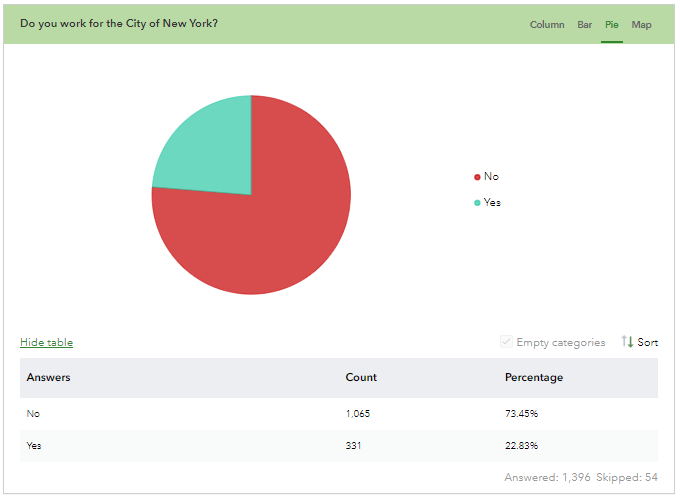 Do you work for the City of New York? Column Bar Pie Map
No
Yes
Hide table Empty categories Sort
Answers Count Percentage
No 1,065 73.45%
Yes 331 22.83%
Answered: 1,396 Skipped: 54